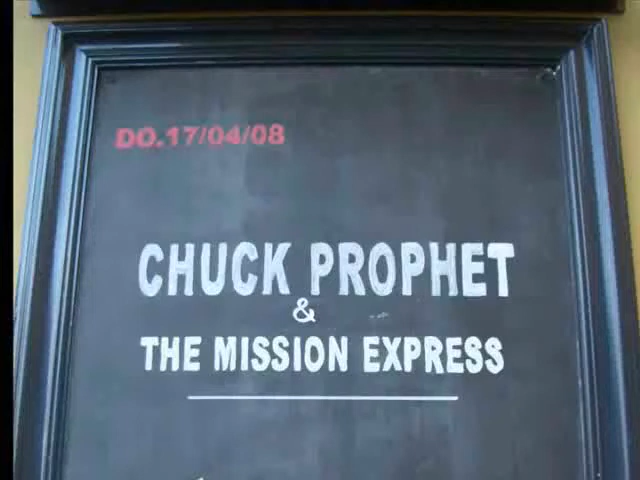 DO.17/04/08
CHUCK PROPHET
&
THE MISSION EXPRESS